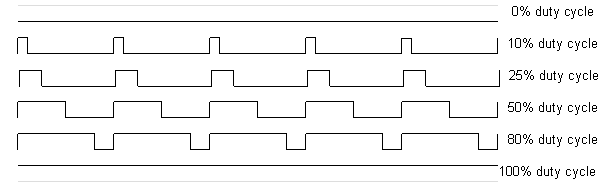 0% duty cycle
10% duty cycle
25% duty cycle
50% duty cycle
80% duty cycle
100% duty cycle